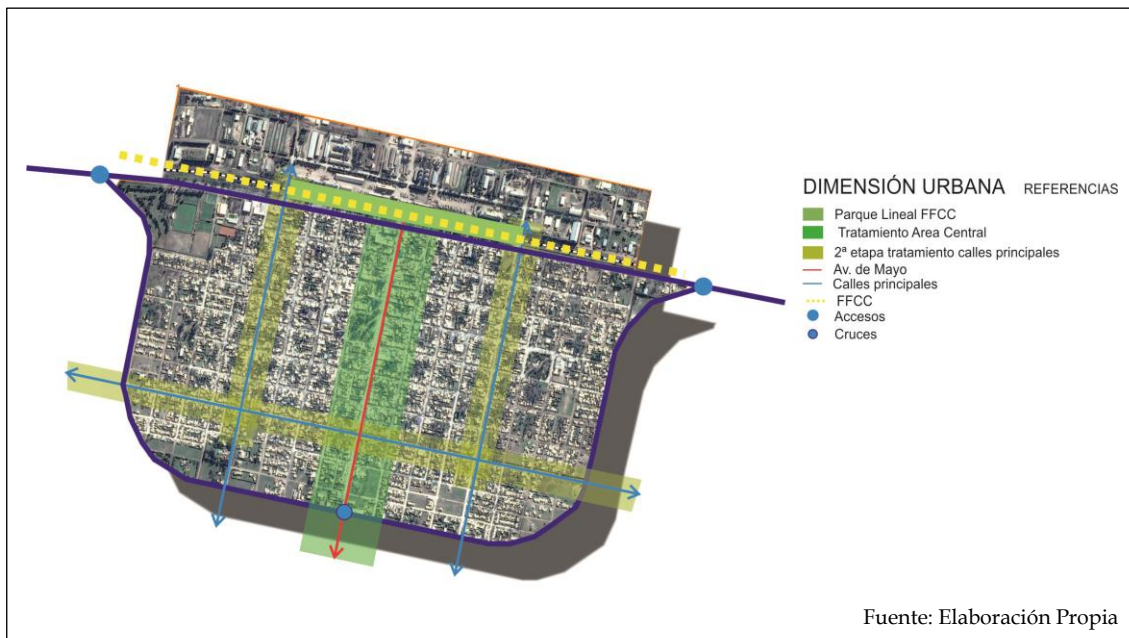 DIMENSIÓN URBANA REFERENCIAS
Parque Lineal FFCC
Tratamiento Area Central
2ª etapa tratamiento calles principales
Av. de Mayo
Calles principales
FFCC
Accesos
Cruces
Fuente: Elaboración Propia